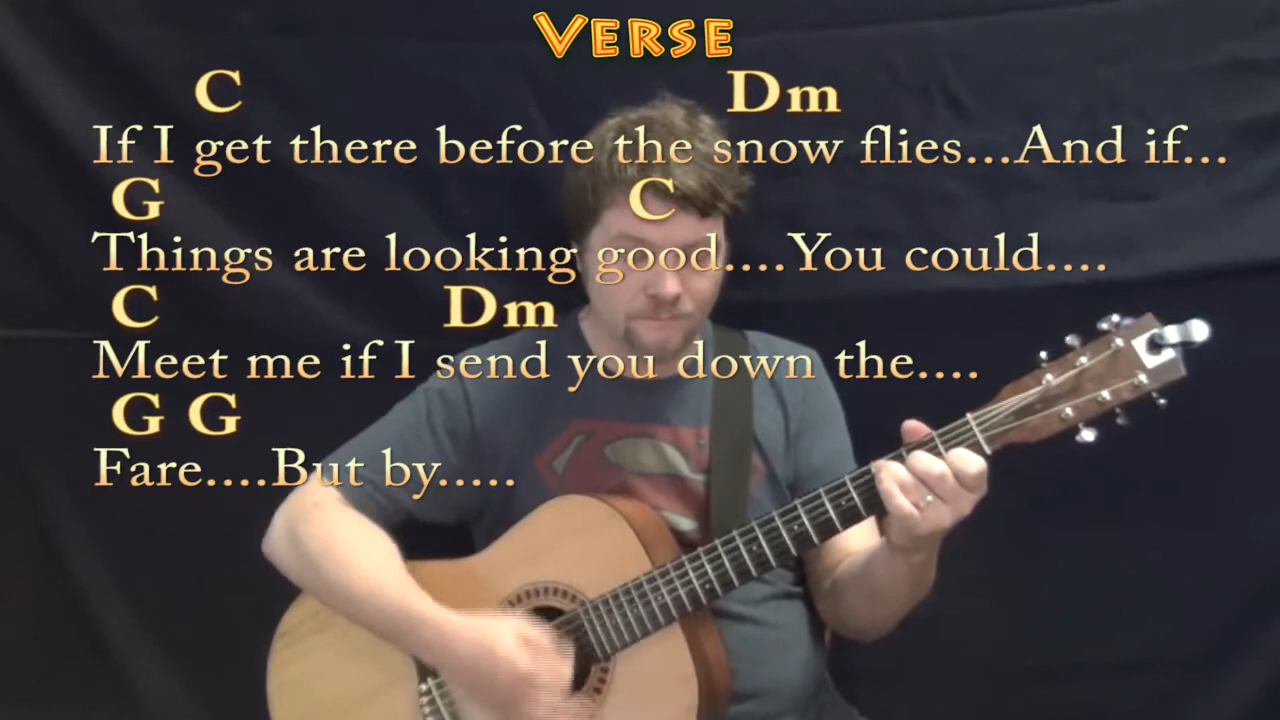 VERSE
C Dm
If I get there before the snow flies...And if...
G C
Things are looking good....You could....
C Dm
Meet me if I send you down the....
G G
Fare....But by.....